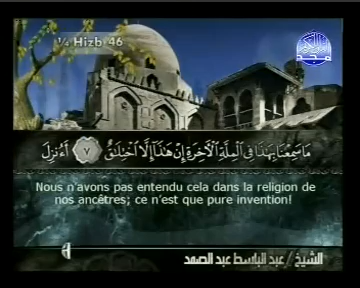 ¼ Hizb 46
مَا سَمِعْنَا بِهَٰذَا فِي الْمِلَّةِ الْآخِرَةِ إِنْ هَٰذَا إِلَّا اخْتِلَاقٌ ٧ أَءُنزِلَ
Nous n'avons pas entendu cela dans la religion de
nos ancêtres; ce n'est que pure invention!
الشيخ / عبد الباسط عبد الصمد